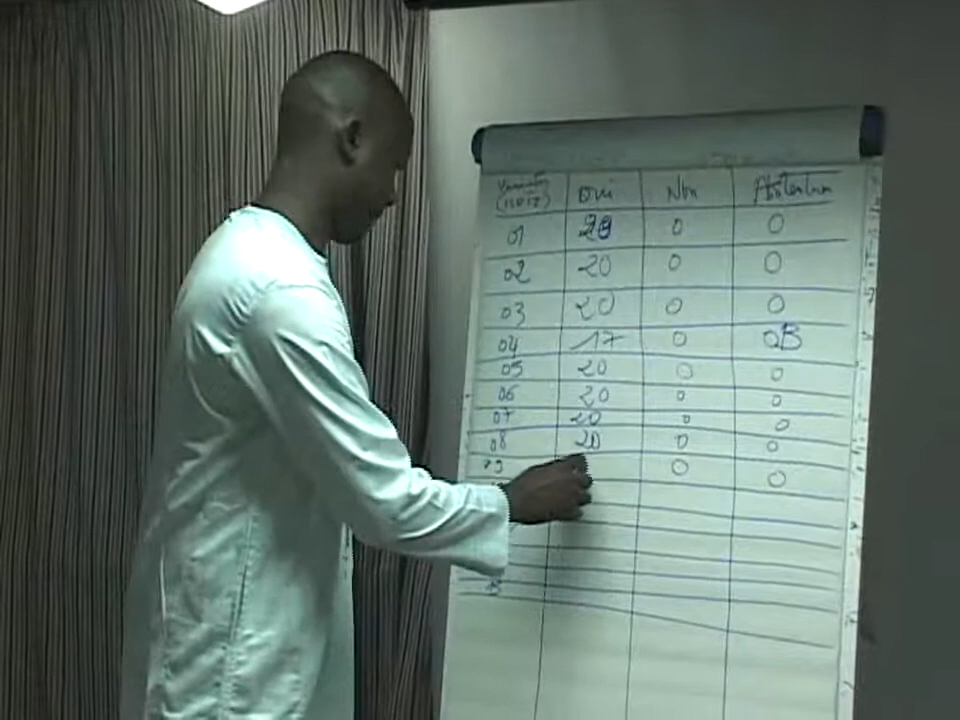 Oui Non Abstention
01 20 0 0
02 20 0 0
03 20 0 0
04 17 0 03
05 20 0 0
06 20 0 0
07 20 0 0
08 20 0 0
09 0 0